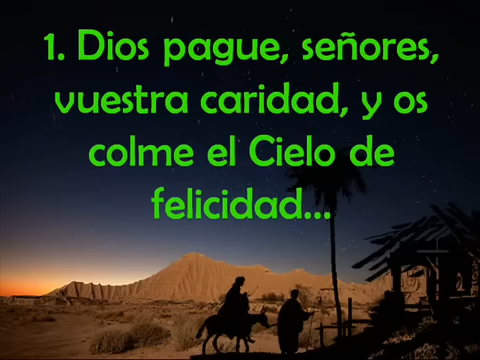 1. Dios pague, señores,
vuestra caridad, y os
colme el Cielo de
felicidad...